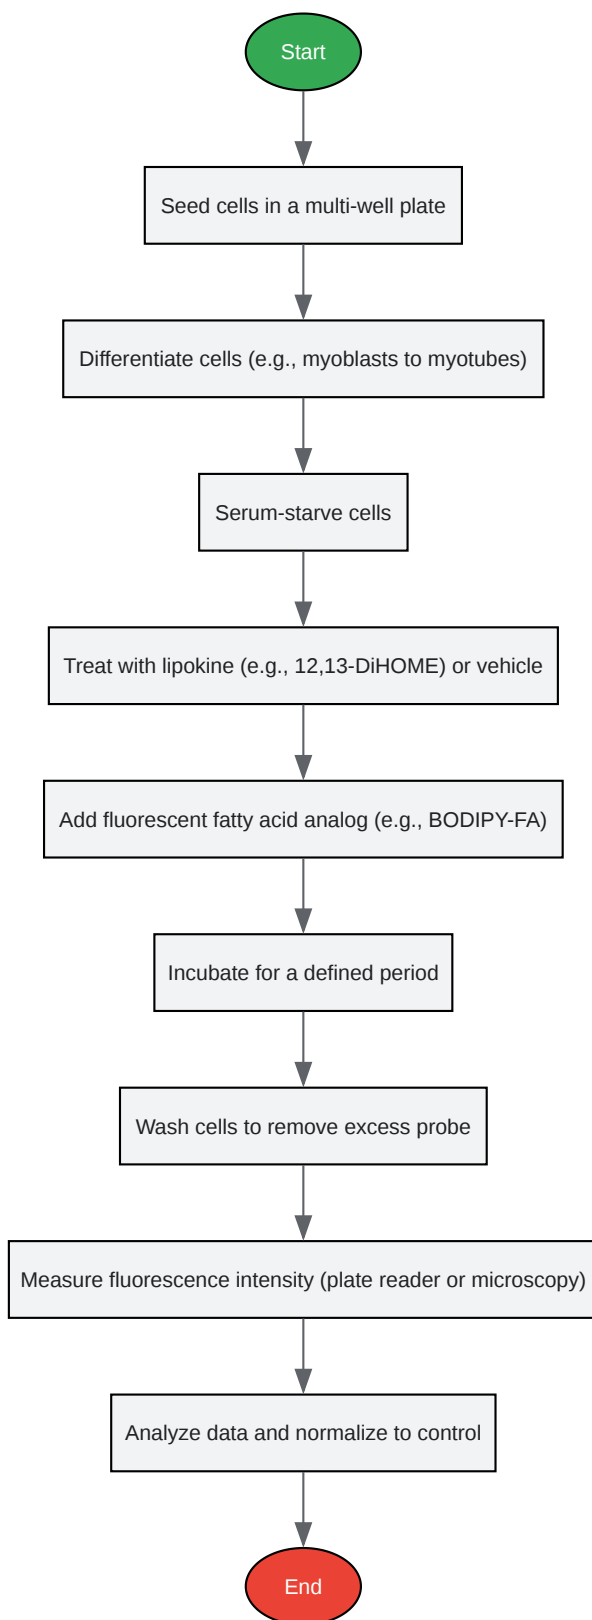 Start
Seed cells in a multi-well plate
Differentiate cells (e.g., myoblasts to myotubes)
Serum-starve cells
Treat with lipokine (e.g., 12,13-DiHOME) or vehicle
Add fluorescent fatty acid analog (e.g., BODIPY-FA)
Incubate for a defined period
Wash cells to remove excess probe
Measure fluorescence intensity (plate reader or microscopy)
Analyze data and normalize to control
End